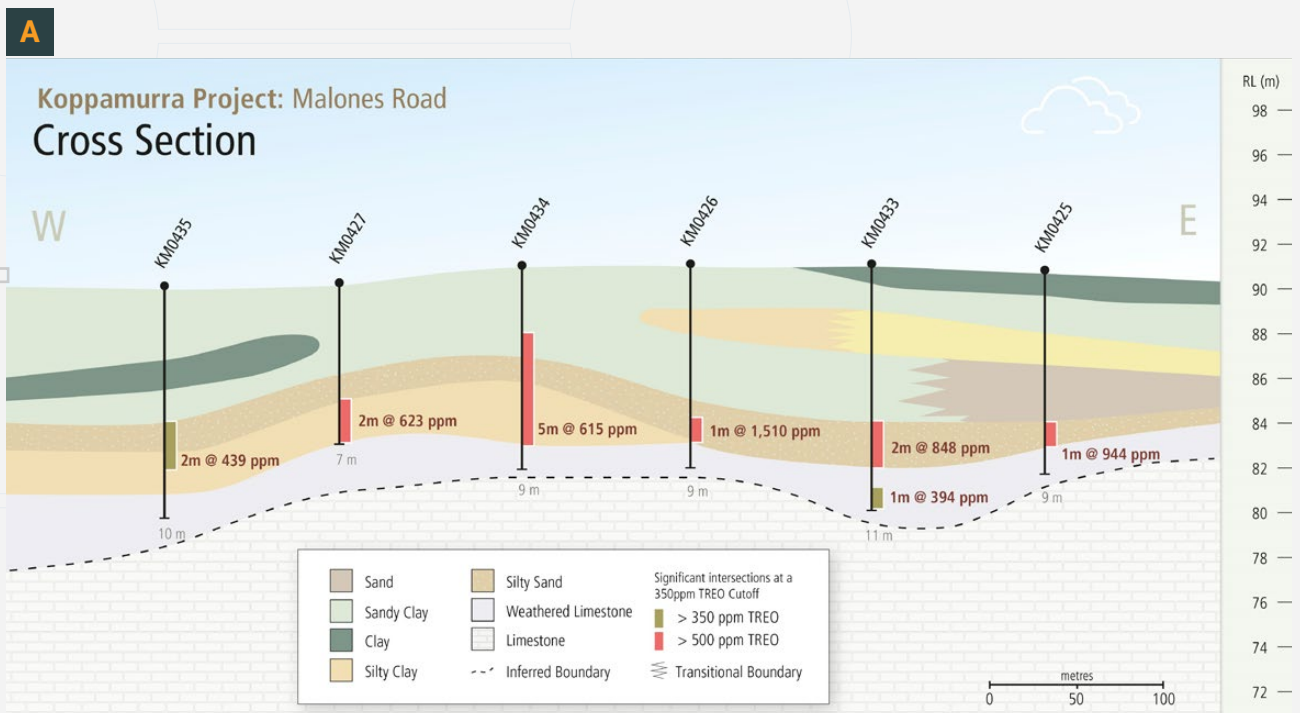 A
Koppamurra Project: Malones Road
Cross Section
RL (m)
98
96
94
92
90
88
86
84
82
80
78
76
74
72
W
E
KM0435
KM0427
KM0434
KM0426
KM0433
KM0425
2m @ 439 ppm
2m @ 623 ppm
5m @ 615 ppm
1m @ 1,510 ppm
2m @ 848 ppm
1m @ 394 ppm
1m @ 944 ppm
10 m
7 m
9 m
9 m
11 m
9 m
Sand
Sandy Clay
Clay
Silty Clay
Silty Sand
Weathered Limestone
Limestone
Inferred Boundary
Significant intersections at a
350ppm TREO Cutoff
> 350 ppm TREO
> 500 ppm TREO
Transitional Boundary
metres
0 50 100